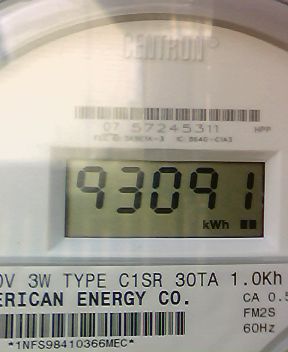 CENTRON®
07 57245311 HPP
93091
kWh
0V 3W TYPE C1SR 30TA 1.0Kh
ERICAN ENERGY CO.
CA 0.5
FM2S
60Hz
*1NFS98410366MEC*